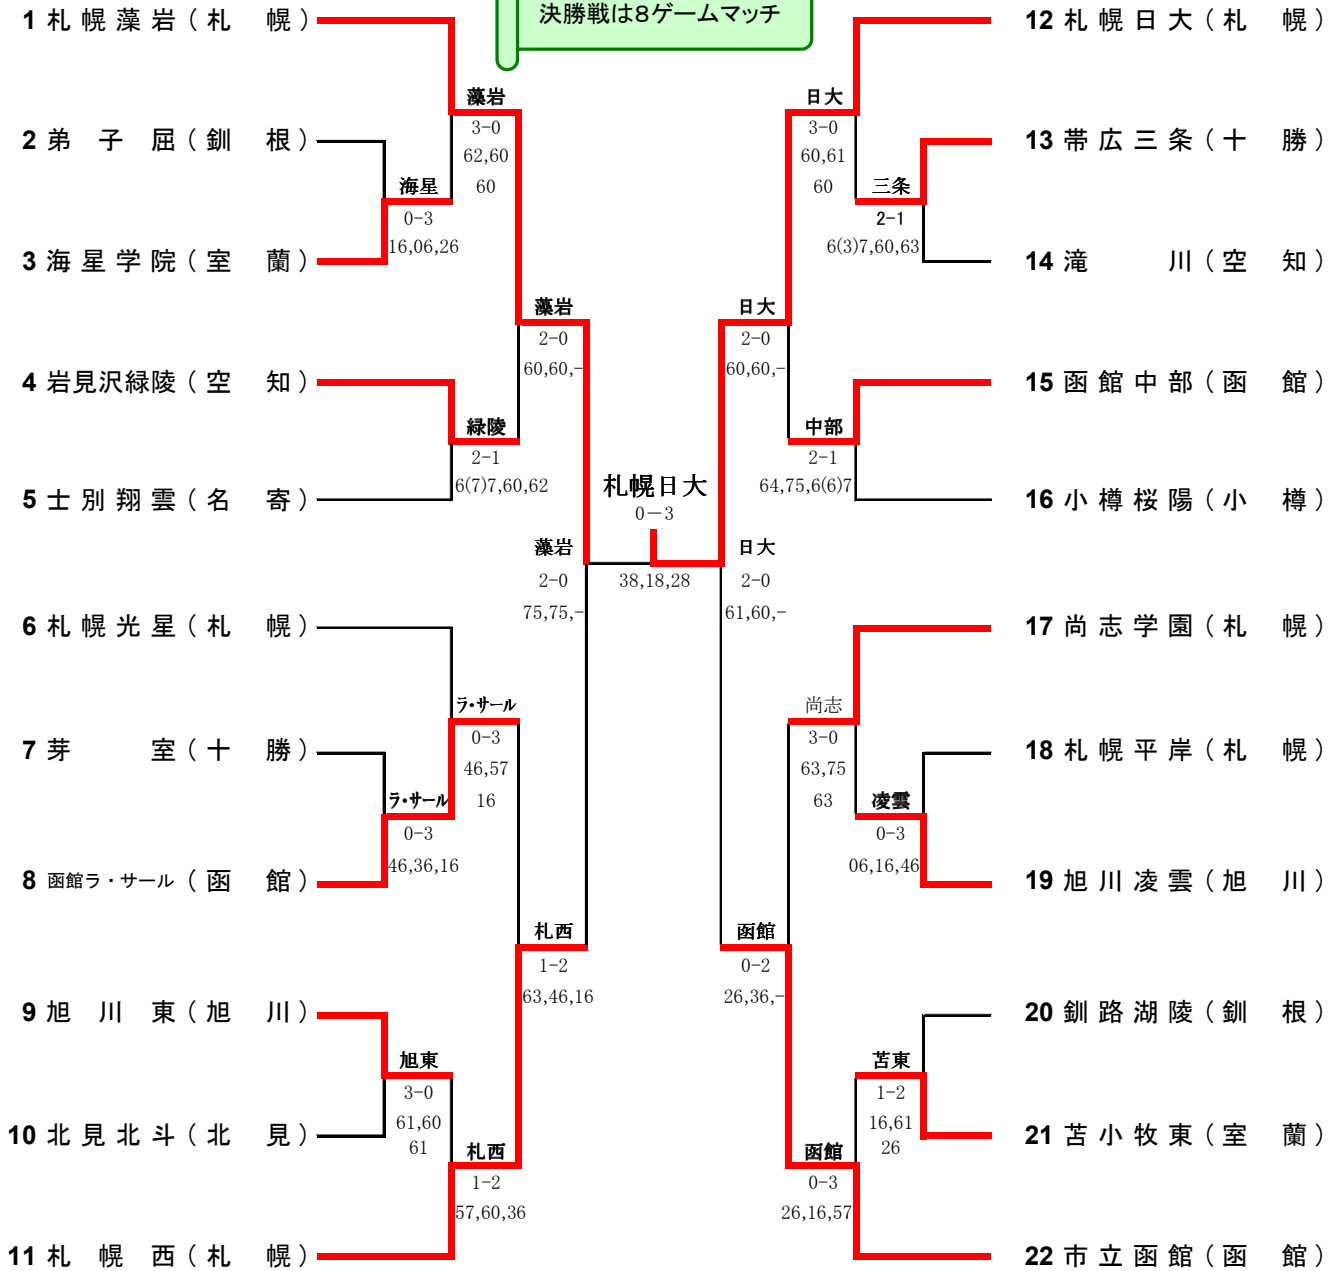 決勝戦は8ゲームマッチ
1 札幌藻岩(札 幌)
2 弟子屈(釧 根)
3 海星学院(室 蘭)
4 岩見沢緑陵(空 知)
5 士別翔雲(名 寄)
6 札幌光星(札 幌)
7 芽室(十 勝)
8 函館ラ・サール(函 館)
9 旭川東(旭 川)
10 北見北斗(北 見)
11 札幌西(札 幌)
藻岩
3-0
62,60
60
海星
0-3
16,06,26
藻岩
2-0
60,60,-
緑陵
2-1
6(7)7,60,62
藻岩
2-0
75,75,-
ラ・サール
0-3
46,57
16
ラ・サール
0-3
46,36,16
札西
1-2
63,46,16
旭東
3-0
61,60
61
札西
1-2
57,60,36
札幌日大
0-3
38,18,28
日大
3-0
60,61
60
三条
2-1
6(3)7,60,63
日大
2-0
60,60,-
中部
2-1
64,75,6(6)7
日大
2-0
61,60,-
尚志
3-0
63,75
63
凌雲
0-3
06,16,46
函館
0-2
26,36,-
苫東
1-2
16,61
26
函館
0-3
26,16,57
12 札幌日大(札 幌)
13 帯広三条(十 勝)
14 滝川(空 知)
15 函館中部(函 館)
16 小樽桜陽(小 樽)
17 尚志学園(札 幌)
18 札幌平岸(札 幌)
19 旭川凌雲(旭 川)
20 釧路湖陵(釧 根)
21 苫小牧東(室 蘭)
22 市立函館(函 館)